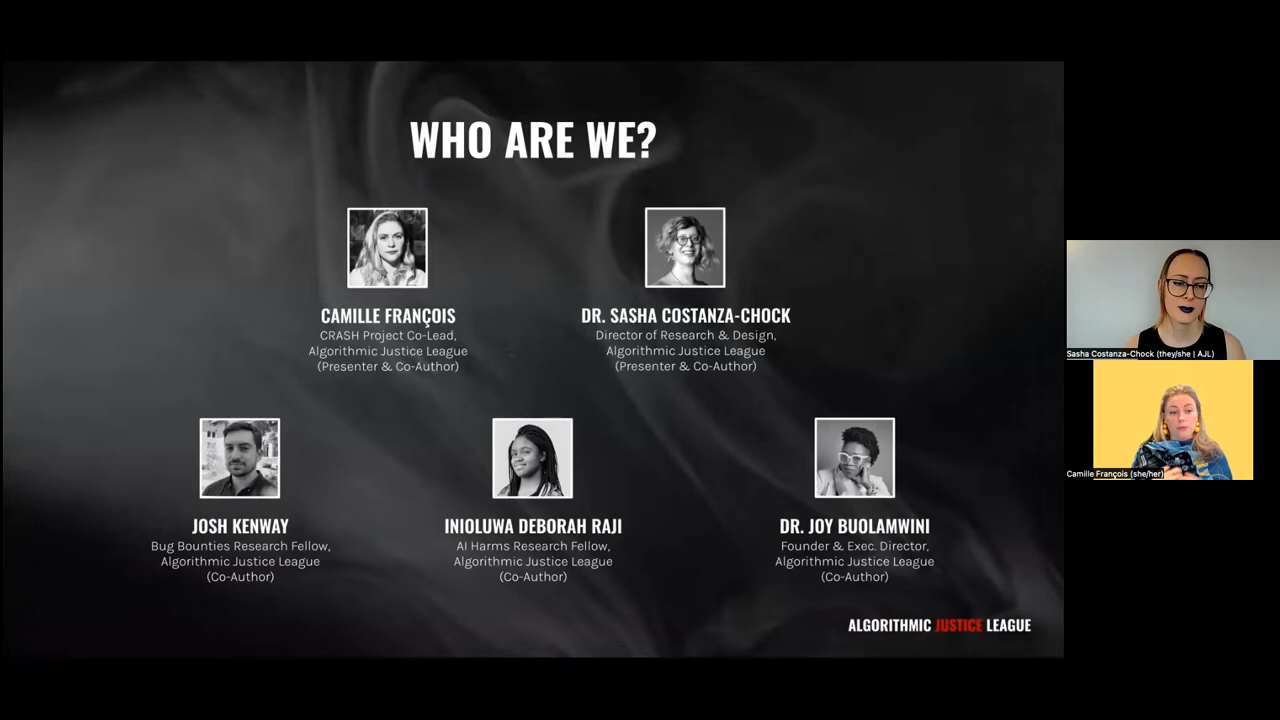 WHO ARE WE?
CAMILLE FRANÇOIS
CRASH Project Co-Lead,
Algorithmic Justice League
(Presenter & Co-Author)
DR. SASHA COSTANZA-CHOCK
Director of Research & Design,
Algorithmic Justice League
(Presenter & Co-Author)
JOSH KENWAY
Bug Bounties Research Fellow,
Algorithmic Justice League
(Co-Author)
INIOLUWA DEBORAH RAJI
AI Harms Research Fellow,
Algorithmic Justice League
(Co-Author)
DR. JOY BUOLAMWINI
Founder & Exec. Director,
Algorithmic Justice League
(Co-Author)
ALGORITHMIC JUSTICE LEAGUE
Sasha Costanza-Chock (they/she | AJL)
Camille François (she/her)